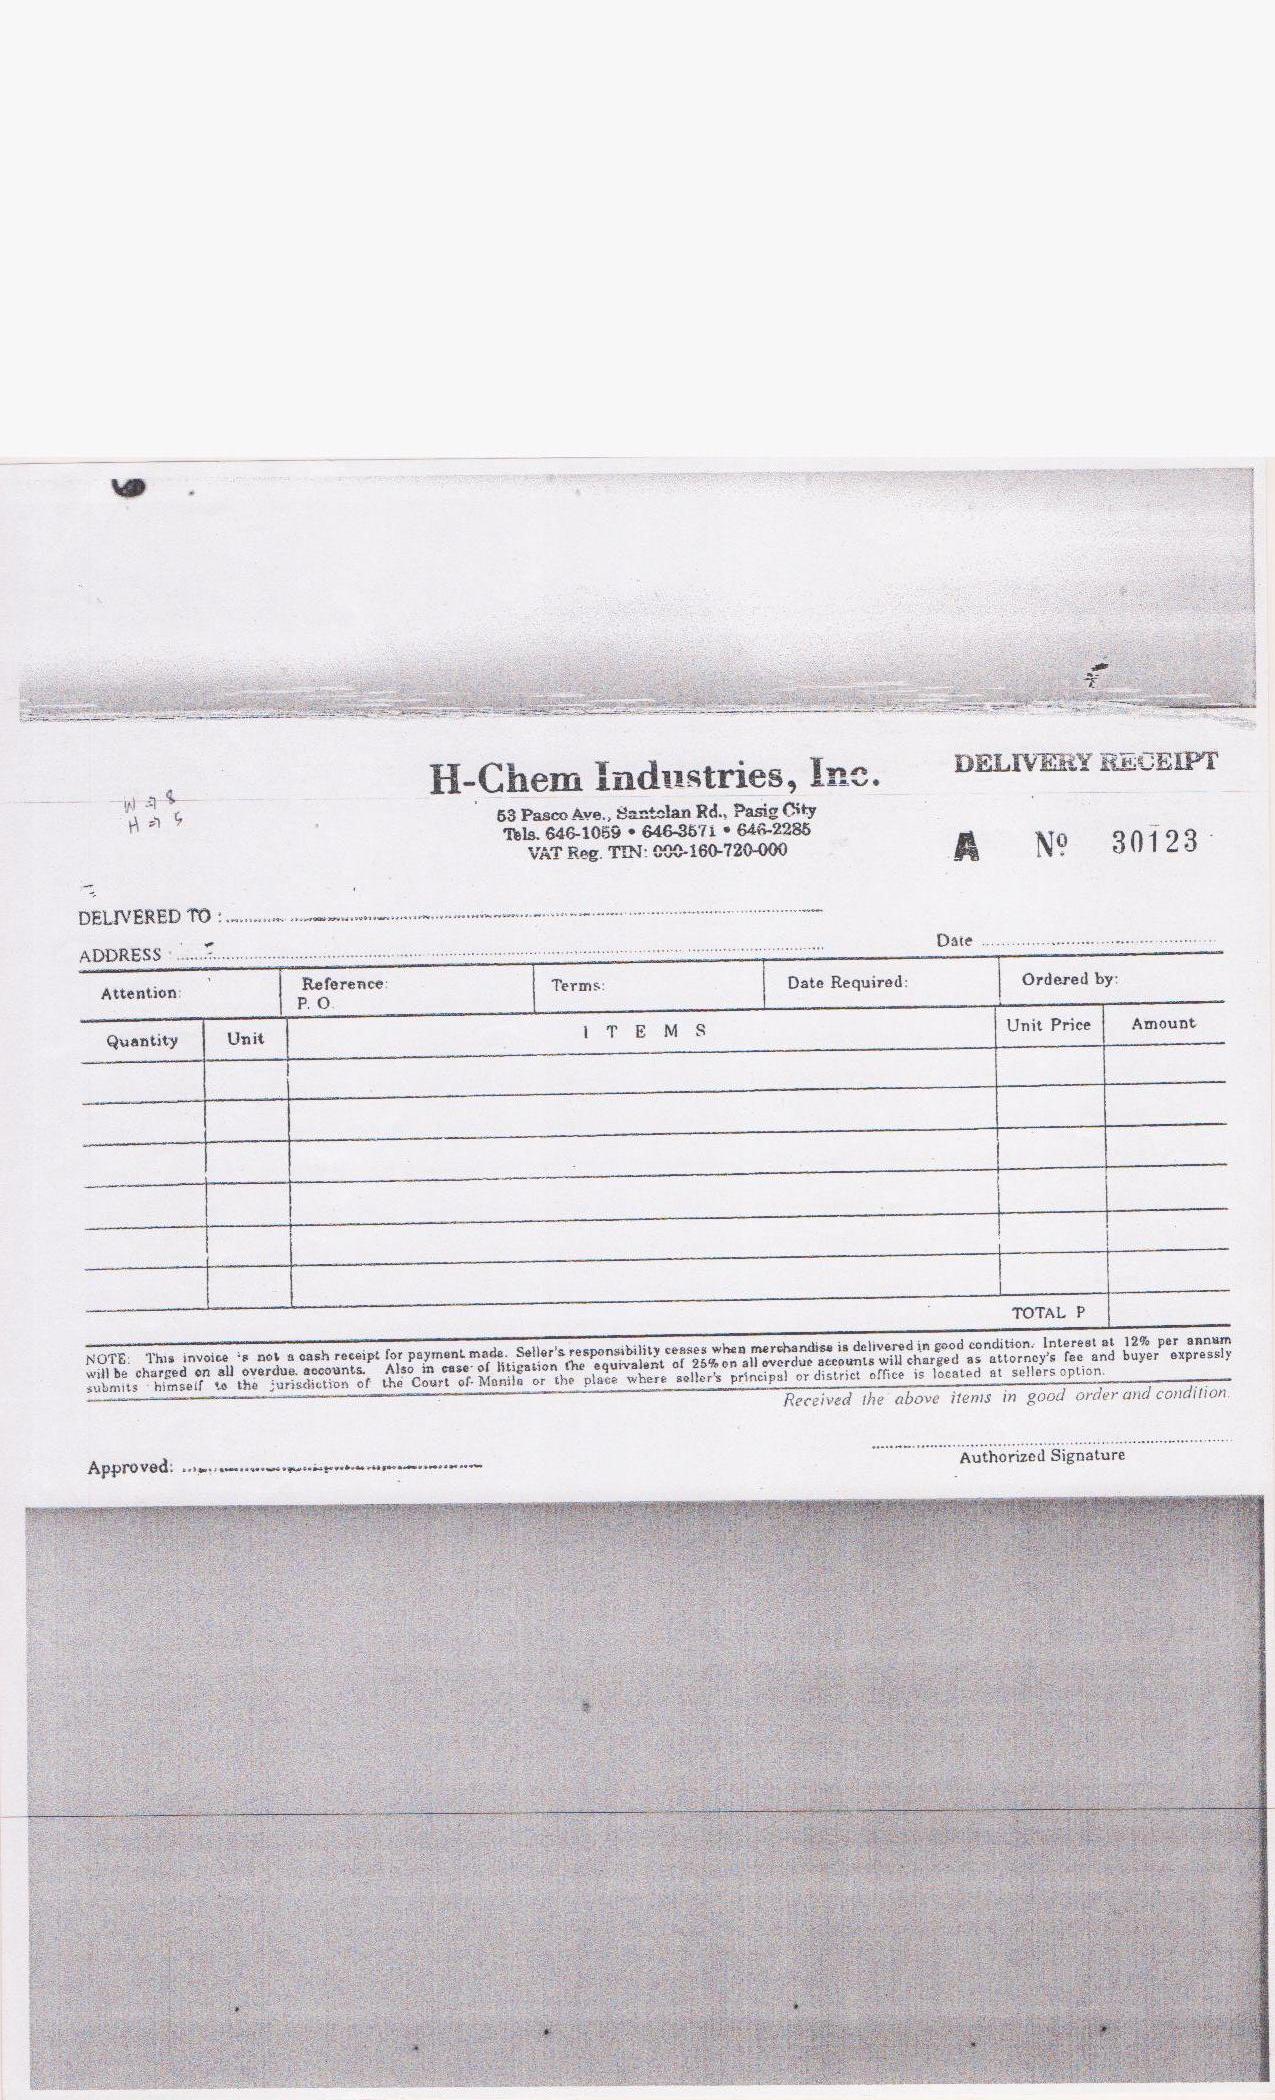 H-Chem Industries, Inc.
DELIVERY RECEIPT
53 Pasco Ave., Santolan Rd., Pasig City
Tels. 646-1059 • 646-3571 • 646-2285
VAT Reg. TIN: 000-160-720-000
A Nº 30123
W => 8
H => 5
DELIVERED TO :
ADDRESS
Date
Attention: Reference: P. O. Terms: Date Required: Ordered by:
Quantity Unit ITEMS Unit Price Amount
TOTAL P
NOTE: This invoice is not a cash receipt for payment made. Seller's responsibility ceases when merchandise is delivered in good condition. Interest at 12% per annum
will be charged on all overdue. accounts. Also in case of litigation the equivalent of 25% on all overdue accounts will charged as attorney's fee and buyer expressly
submits himself to the jurisdiction of the Court of Manila or the place where seller's principal or district office is located at sellers option.
Received the above items in good order and condition.
Approved:
Authorized Signature